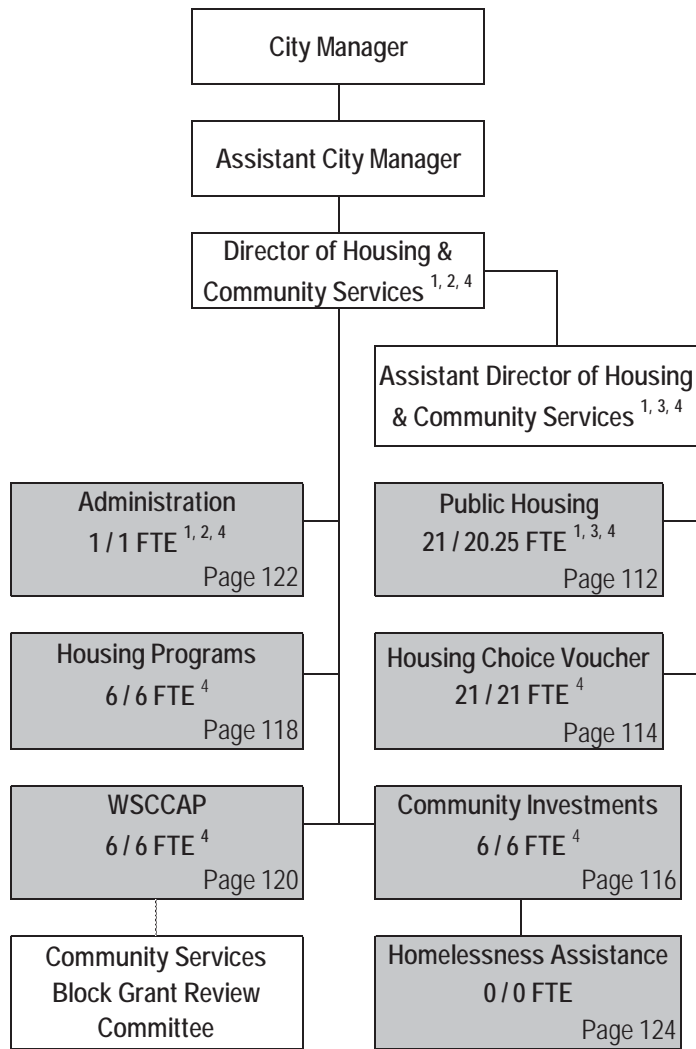 City Manager
Assistant City Manager
Director of Housing &
Community Services 1, 2, 4
Assistant Director of Housing
& Community Services 1, 3, 4
Administration
1 / 1 FTE 1, 2, 4
Page 122
Public Housing
21 / 20.25 FTE 1, 3, 4
Page 112
Housing Programs
6 / 6 FTE 4
Page 118
Housing Choice Voucher
21 / 21 FTE 4
Page 114
WSCCAP
6 / 6 FTE 4
Page 120
Community Investments
6 / 6 FTE 4
Page 116
Community Services
Block Grant Review
Committee
Homelessness Assistance
0 / 0 FTE
Page 124